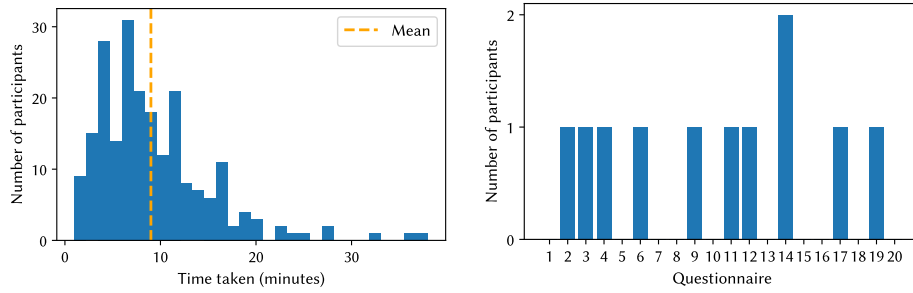 Number of participants
30
20
10
0
Mean
0 10 20 30
Time taken (minutes)
Number of participants
2
1
0
1 2 3 4 5 6 7 8 9 10 11 12 13 14 15 16 17 18 19 20
Questionnaire